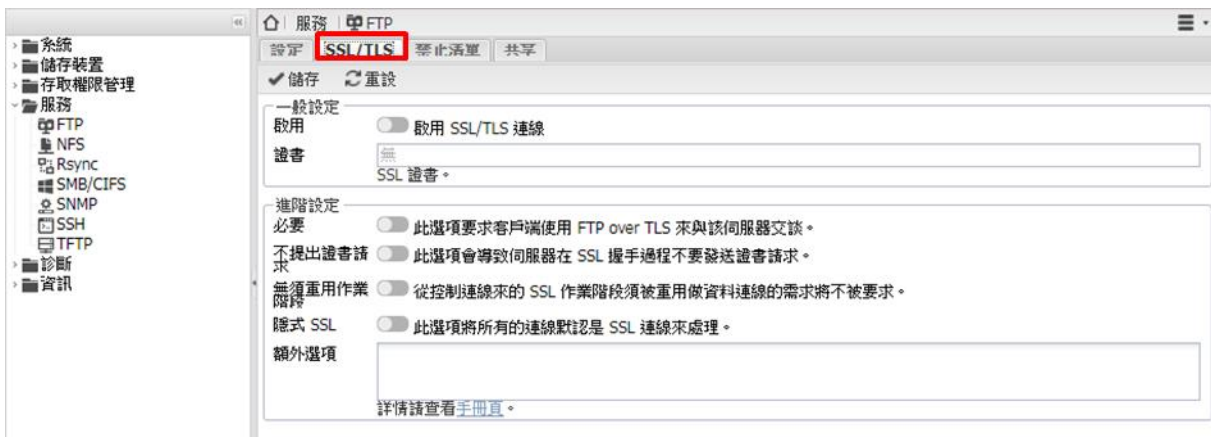 服務 FTP
系統
儲存裝置
存取權限管理
服務
FTP
NFS
Rsync
SMB/CIFS
SNMP
SSH
TFTP
診斷
資訊
設定 SSL/TLS 禁止清單 共享
儲存 重設
一般設定
啟用 啟用 SSL/TLS 連線
證書 無
SSL 證書。
進階設定
必要 此選項要求客戶端使用 FTP over TLS 來與該伺服器交談。
不提出證書請求 此選項會導致伺服器在 SSL 握手過程不要發送證書請求。
無須重用作業階段 從控制連線來的 SSL 作業階段須被重用做資料連線的需求將不被要求。
隱式 SSL 此選項將所有的連線默認是 SSL 連線來處理。
額外選項
詳情請查看手冊頁。